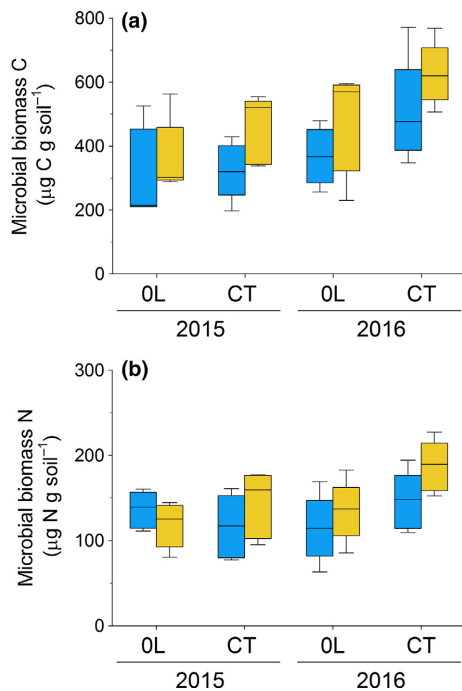 (a)
Microbial biomass C
(µg C g soil⁻¹)
800
600
400
200
0
0L CT 0L CT
2015 2016
(b)
Microbial biomass N
(µg N g soil⁻¹)
300
200
100
0
0L CT 0L CT
2015 2016